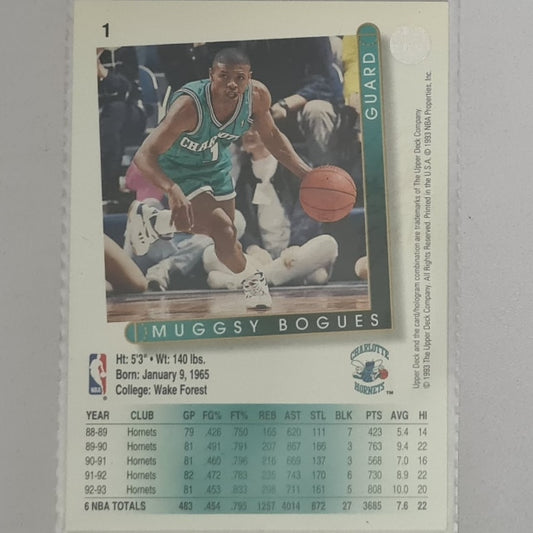 1
GUARD
CHARLOTTE
1
MUGGSY BOGUES
Ht: 5'3" • Wt: 140 lbs.
Born: January 9, 1965
College: Wake Forest
NBA
CHARLOTTE
HORNETS
TM
YEAR CLUB GP FG% FT% REB AST STL BLK PTS AVG HI
88-89 Hornets 79 .426 .750 165 620 111 7 423 5.4 14
89-90 Hornets 81 .491 .791 207 867 166 3 763 9.4 22
90-91 Hornets 81 .460 .796 216 669 137 3 568 7.0 16
91-92 Hornets 82 .472 .783 235 743 170 6 730 8.9 22
92-93 Hornets 81 .453 .833 298 711 161 5 808 10.0 20
6 NBA TOTALS 483 .454 .795 1257 4014 872 27 3685 7.6 22
Upper Deck and the card/hologram combination are trademarks of The Upper Deck Company.
© 1993 The Upper Deck Company. All Rights Reserved. Printed in the U.S.A. © 1993 NBA Properties, Inc.